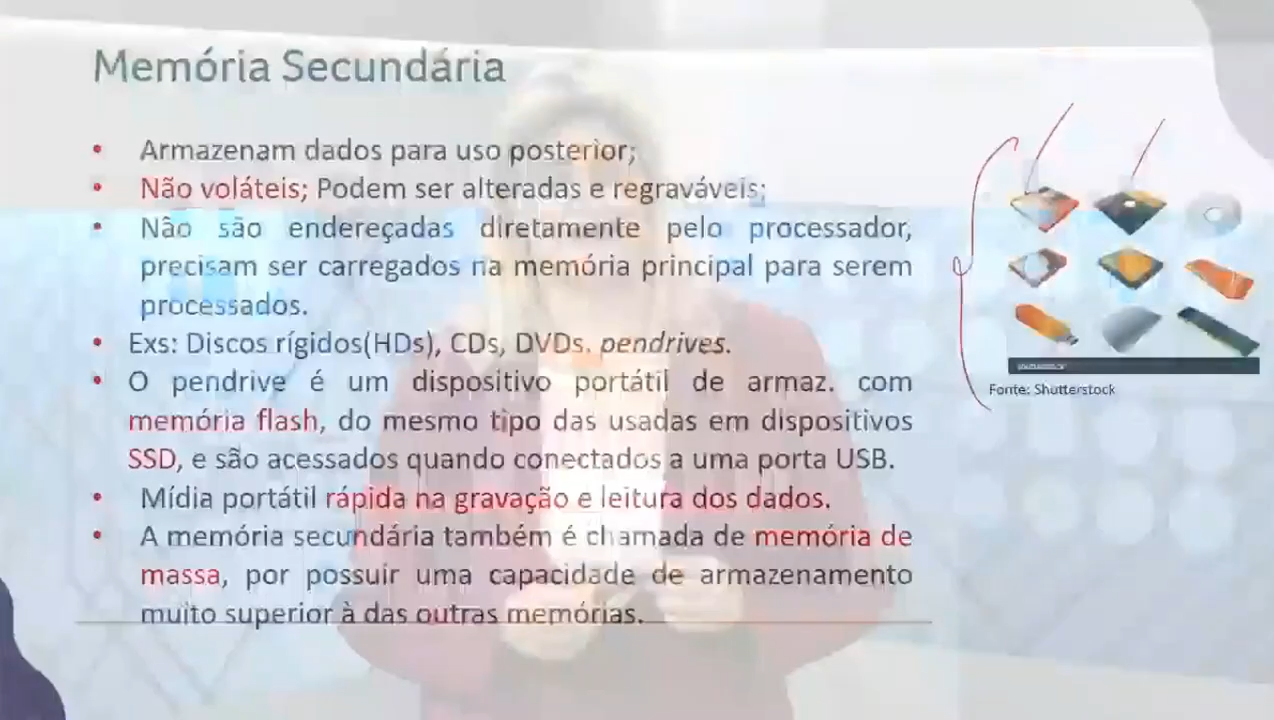 Memória Secundária
• Armazenam dados para uso posterior;
• Não voláteis; Podem ser alteradas e regraváveis;
• Não são endereçadas diretamente pelo processador,
precisam ser carregados na memória principal para serem
processados.
• Exs: Discos rígidos(HDs), CDs, DVDs. pendrives.
• O pendrive é um dispositivo portátil de armaz. com
memória flash, do mesmo tipo das usadas em dispositivos
SSD, e são acessados quando conectados a uma porta USB.
• Mídia portátil rápida na gravação e leitura dos dados.
• A memória secundária também é chamada de memória de
massa, por possuir uma capacidade de armazenamento
muito superior à das outras memórias.
Fonte: Shutterstock